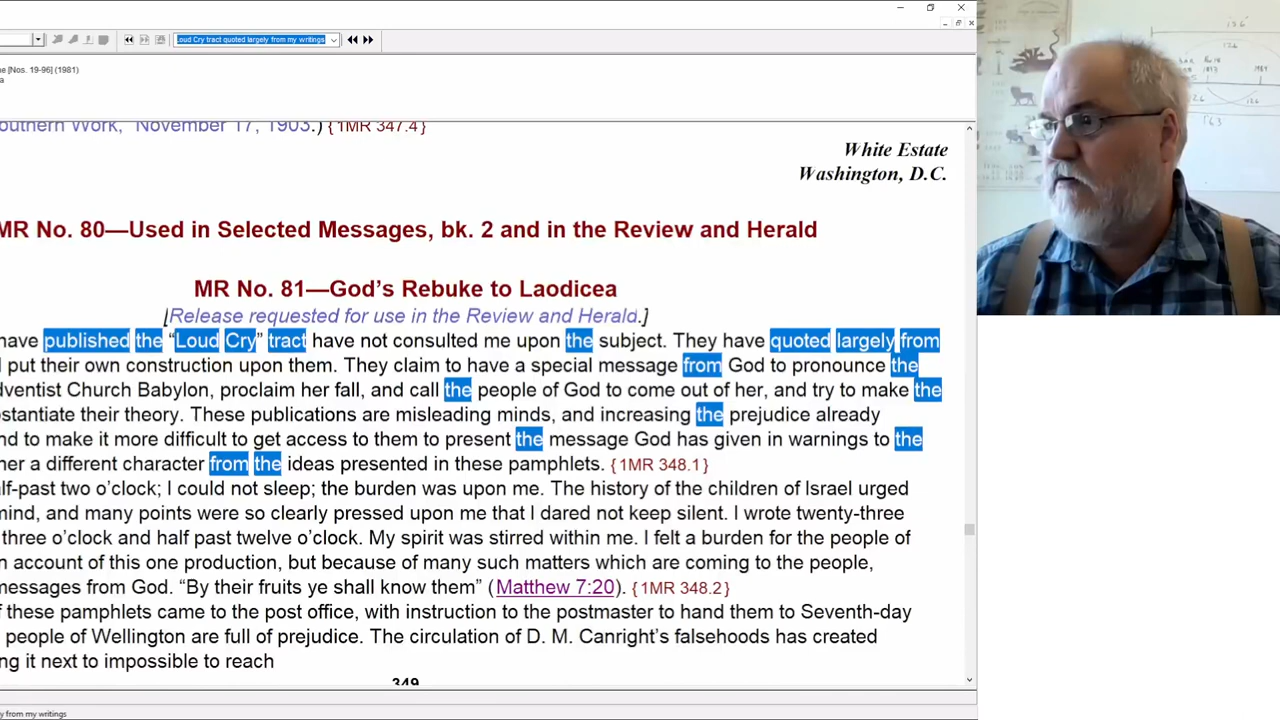 Loud Cry tract quoted largely from my writings
e [Nos. 19-96] (1981)
a
outhern Work," November 17, 1903.) {1MR 347.4}
White Estate
Washington, D.C.
MR No. 80—Used in Selected Messages, bk. 2 and in the Review and Herald
MR No. 81—God's Rebuke to Laodicea
[Release requested for use in the Review and Herald.]
have published the “Loud Cry” tract have not consulted me upon the subject. They have quoted largely from
put their own construction upon them. They claim to have a special message from God to pronounce the
dventist Church Babylon, proclaim her fall, and call the people of God to come out of her, and try to make the
bstantiate their theory. These publications are misleading minds, and increasing the prejudice already
nd to make it more difficult to get access to them to present the message God has given in warnings to the
her a different character from the ideas presented in these pamphlets. {1MR 348.1}
lf-past two o’clock; I could not sleep; the burden was upon me. The history of the children of Israel urged
mind, and many points were so clearly pressed upon me that I dared not keep silent. I wrote twenty-three
three o’clock and half past twelve o’clock. My spirit was stirred within me. I felt a burden for the people of
n account of this one production, but because of many such matters which are coming to the people,
messages from God. “By their fruits ye shall know them” (Matthew 7:20). {1MR 348.2}
f these pamphlets came to the post office, with instruction to the postmaster to hand them to Seventh-day
people of Wellington are full of prejudice. The circulation of D. M. Canright’s falsehoods has created
ng it next to impossible to reach
349
y from my writings
126
126
1989
126
163